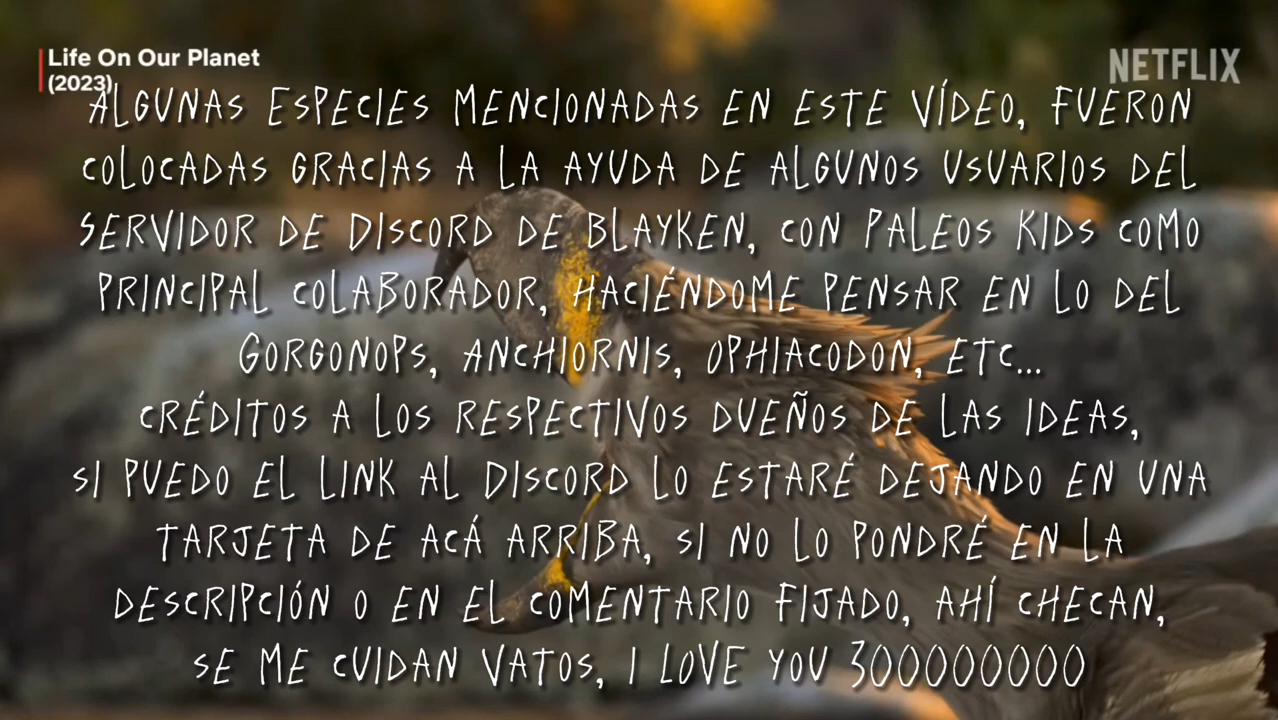 Life On Our Planet
(2023)
NETFLIX
ALGUNAS ESPECIES MENCIONADAS EN ESTE VÍDEO, FUERON
COLOCADAS GRACIAS A LA AYUDA DE ALGUNOS USUARIOS DEL
SERVIDOR DE DISCORD DE BLAYKEN, CON PALEOS KIDS COMO
PRINCIPAL COLABORADOR, HACIÉNDOME PENSAR EN LO DEL
GORGONOPS, ANCHIORNIS, OPHIACODON, ETC...
CRÉDITOS A LOS RESPECTIVOS DUEÑOS DE LAS IDEAS,
SI PUEDO EL LINK AL DISCORD LO ESTARÉ DEJANDO EN UNA
TARJETA DE ACÁ ARRIBA, SI NO LO PONDRÉ EN LA
DESCRIPCIÓN O EN EL COMENTARIO FIJADO, AHÍ CHECAN,
SE ME CUIDAN VATOS, I LOVE YOU 300000000